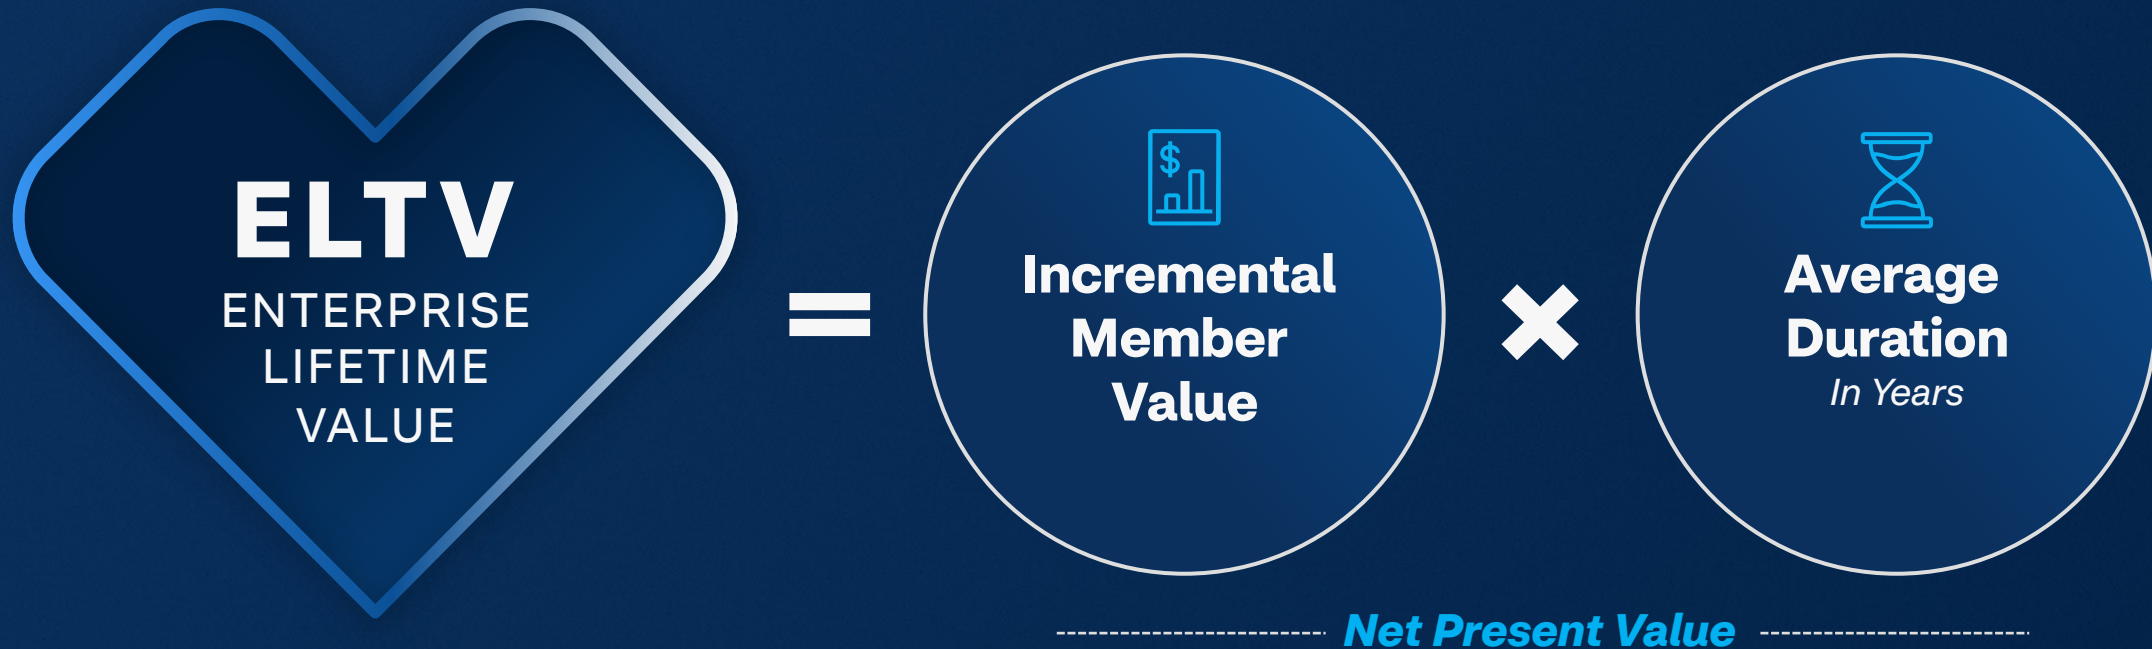 ELTV
ENTERPRISE
LIFETIME
VALUE
=
$
Incremental
Member
Value
×
Average
Duration
In Years
Net Present Value